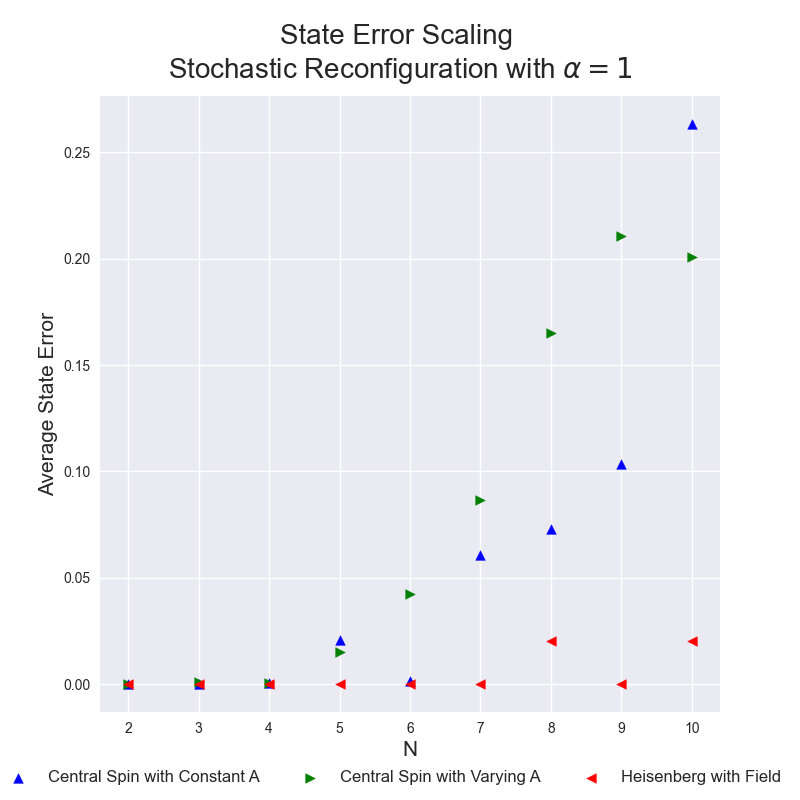 State Error Scaling
Stochastic Reconfiguration with α = 1
Average State Error
0.25
0.20
0.15
0.10
0.05
0.00
2 3 4 5 6 7 8 9 10
N
Central Spin with Constant A Central Spin with Varying A Heisenberg with Field